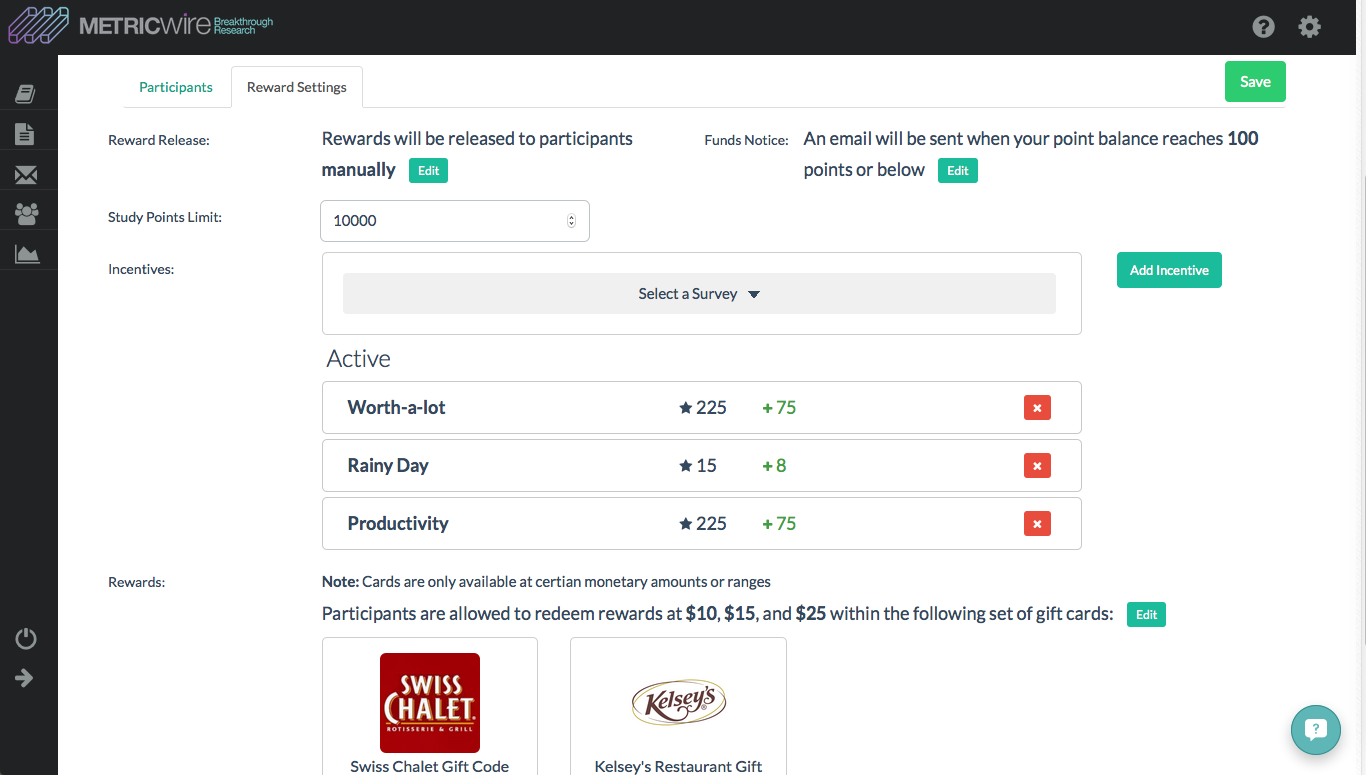 METRICwire Breakthrough Research
Participants
Reward Settings
Save
Reward Release:
Rewards will be released to participants
manually
Edit
Funds Notice:
An email will be sent when your point balance reaches 100
points or below
Edit
Study Points Limit:
10000
Incentives:
Select a Survey
Add Incentive
Active
Worth-a-lot 225 +75
Rainy Day 15 +8
Productivity 225 +75
Rewards:
Note: Cards are only available at certian monetary amounts or ranges
Participants are allowed to redeem rewards at $10, $15, and $25 within the following set of gift cards:
Edit
SWISS
CHALET.
ROTISSERIE & GRILL
Kelsey's®
Swiss Chalet Gift Code
Kelsey's Restaurant Gift